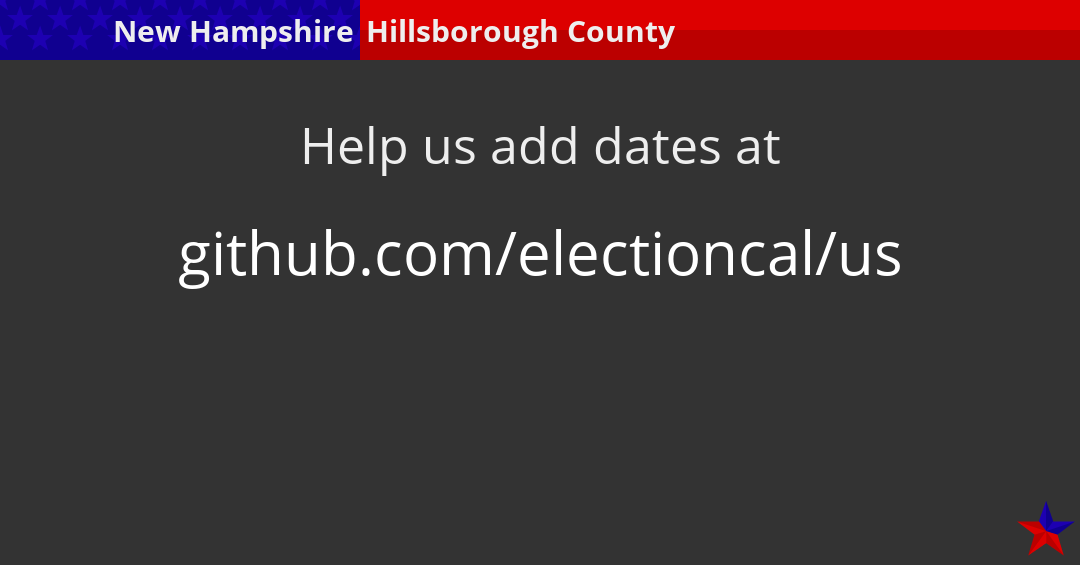 New Hampshire Hillsborough County
Help us add dates at
github.com/electioncal/us